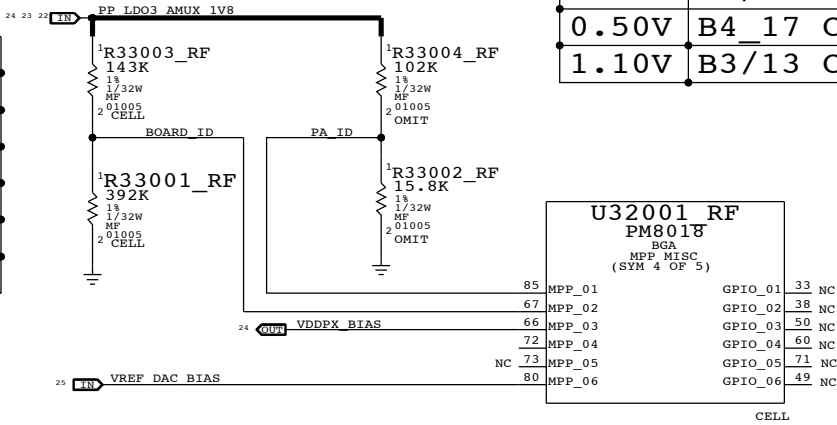 24 23 22 IN PP_LDO3_AMUX_1V8
0.50V B4_17 C
1.10V B3/13 C
1 R33003_RF
143K
1%
1/32W
MF
2 01005
CELL
1 R33004_RF
102K
1%
1/32W
MF
2 01005
OMIT
BOARD_ID
PA_ID
1 R33001_RF
392K
1%
1/32W
MF
2 01005
CELL
1 R33002_RF
15.8K
1%
1/32W
MF
2 01005
OMIT
U32001_RF
PM8018
BGA
MPP MISC
(SYM 4 OF 5)
85 MPP_01 GPIO_01 33 NC
67 MPP_02 GPIO_02 38 NC
24 OUT VDDPX_BIAS 66 MPP_03 GPIO_03 50 NC
72 MPP_04 GPIO_04 60 NC
NC 73 MPP_05 GPIO_05 71 NC
25 IN VREF_DAC_BIAS 80 MPP_06 GPIO_06 49 NC
CELL